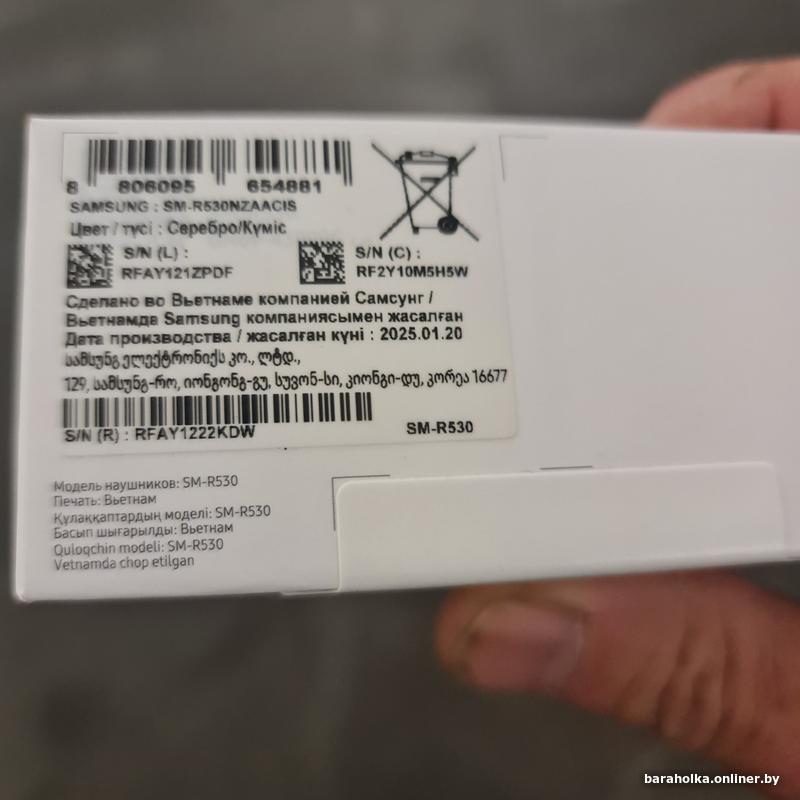 8 806095 654881
SAMSUNG : SM-R530NZAACIS
Цвет / түсі : Серебро/Күміс
S/N (L) :
RFAY121ZPDF
S/N (C) :
RF2Y10M5H5W
Сделано во Вьетнаме компанией Самсунг /
Вьетнамда Samsung компаниясымен жасалған
Дата производства / жасалған күні : 2025.01.20
სამსუნგ ელექტრონიქს კო., ლტდ.,
129, სამსუნგ-რო, იონგონგ-გუ, სუვონ-სი, კიონგი-დუ, კორეა 16677
S/N (R) : RFAY1222KDW
SM-R530
Модель наушников: SM-R530
Печать: Вьетнам
Құлаққаптардың моделі: SM-R530
Басып шығарылды: Вьетнам
Quloqchin modeli: SM-R530
Vetnamda chop etilgan
baraholka.onliner.by